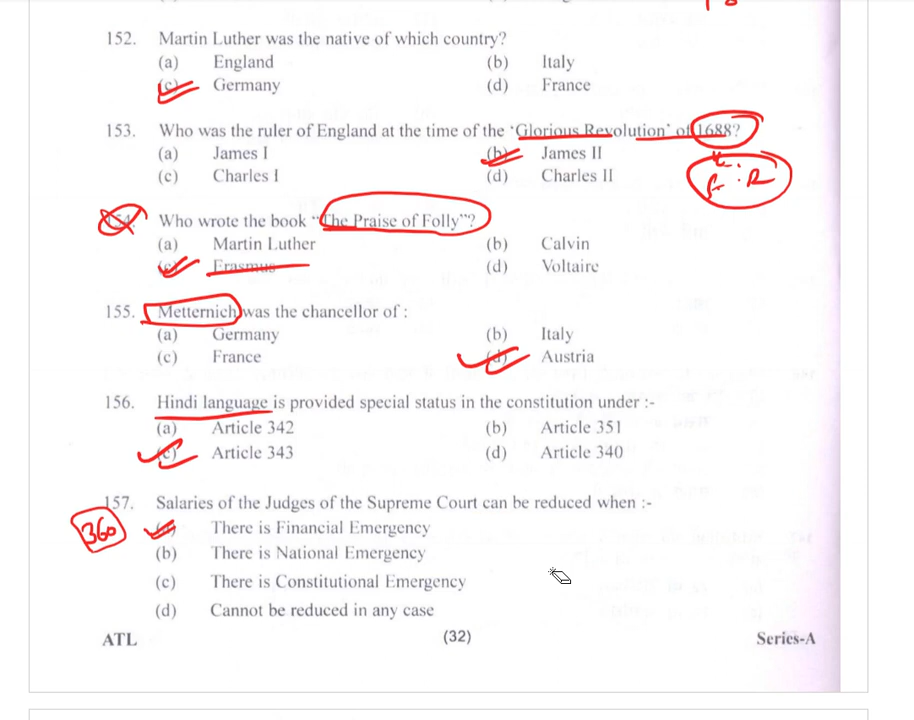 152. Martin Luther was the native of which country?
(a) England (b) Italy
(c) Germany (d) France
153. Who was the ruler of England at the time of the 'Glorious Revolution' of 1688?
(a) James I (b) James II
(c) Charles I (d) Charles II
F.R
154. Who wrote the book "The Praise of Folly"?
(a) Martin Luther (b) Calvin
(c) Erasmus (d) Voltaire
155. Metternich was the chancellor of :
(a) Germany (b) Italy
(c) France (d) Austria
156. Hindi language is provided special status in the constitution under :-
(a) Article 342 (b) Article 351
(c) Article 343 (d) Article 340
157. Salaries of the Judges of the Supreme Court can be reduced when :-
360 (a) There is Financial Emergency
(b) There is National Emergency
(c) There is Constitutional Emergency
(d) Cannot be reduced in any case
ATL (32) Series-A